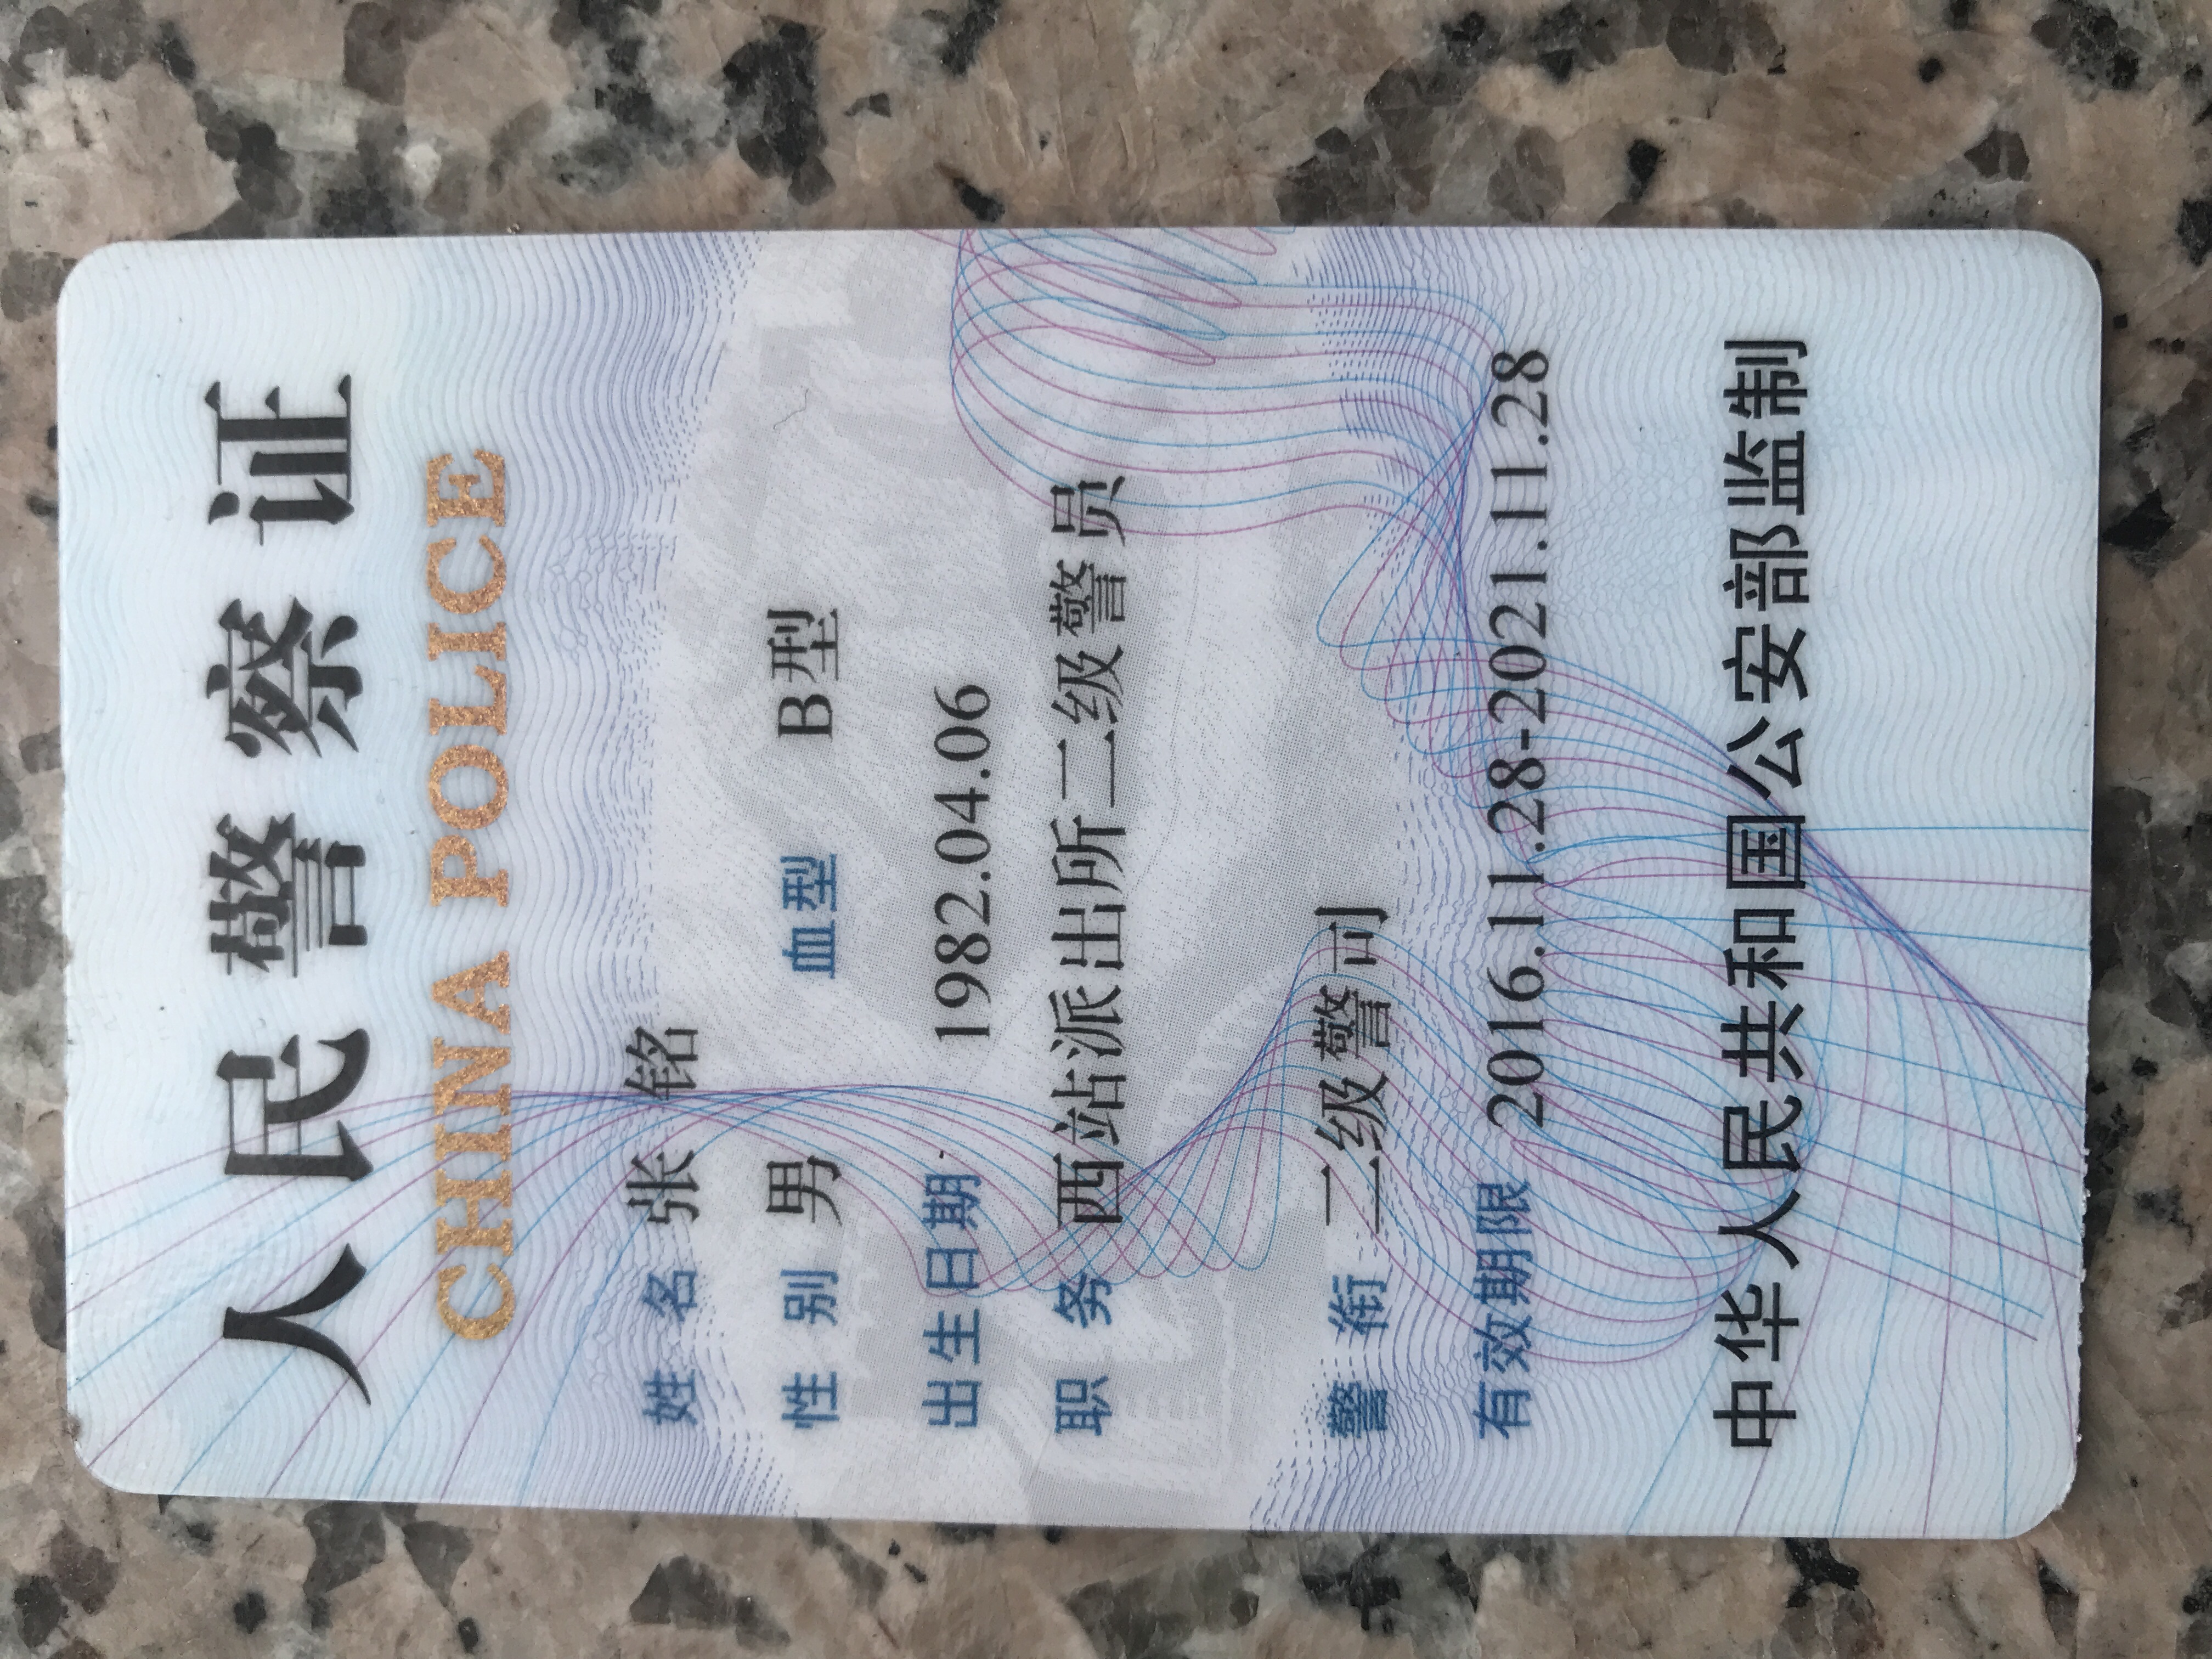 人民警察证
CHINA POLICE
姓名 张铭
性别 男 血型 B型
出生日期 1982.04.06
职务 西站派出所二级警员
警衔 二级警司
有效期限 2016.11.28-2021.11.28
中华人民共和国公安部监制